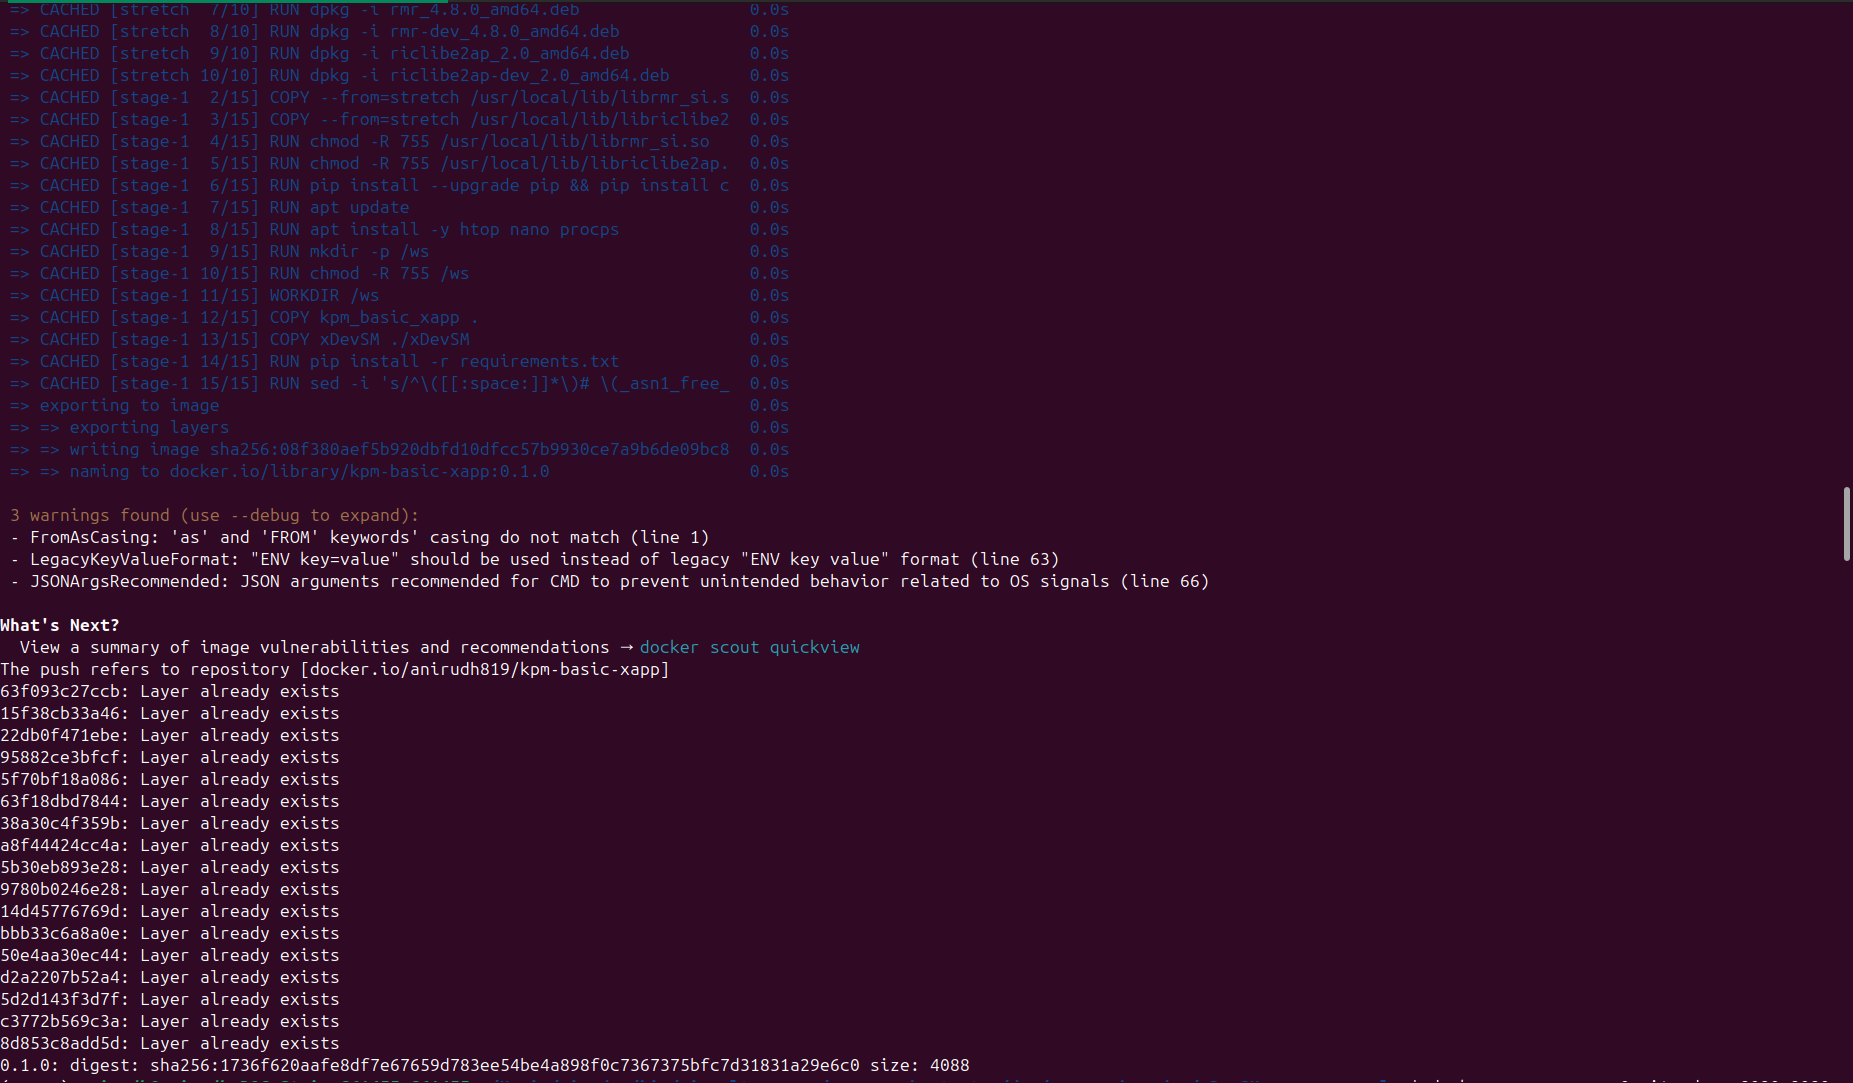 => CACHED [stretch  7/10] RUN dpkg -i rmr_4.8.0_amd64.deb 0.0s
=> CACHED [stretch  8/10] RUN dpkg -i rmr-dev_4.8.0_amd64.deb 0.0s
=> CACHED [stretch  9/10] RUN dpkg -i riclibe2ap_2.0_amd64.deb 0.0s
=> CACHED [stretch 10/10] RUN dpkg -i riclibe2ap-dev_2.0_amd64.deb 0.0s
=> CACHED [stage-1  2/15] COPY --from=stretch /usr/local/lib/librmr_si.s 0.0s
=> CACHED [stage-1  3/15] COPY --from=stretch /usr/local/lib/libriclibe2 0.0s
=> CACHED [stage-1  4/15] RUN chmod -R 755 /usr/local/lib/librmr_si.so 0.0s
=> CACHED [stage-1  5/15] RUN chmod -R 755 /usr/local/lib/libriclibe2ap. 0.0s
=> CACHED [stage-1  6/15] RUN pip install --upgrade pip && pip install c 0.0s
=> CACHED [stage-1  7/15] RUN apt update 0.0s
=> CACHED [stage-1  8/15] RUN apt install -y htop nano procps 0.0s
=> CACHED [stage-1  9/15] RUN mkdir -p /ws 0.0s
=> CACHED [stage-1 10/15] RUN chmod -R 755 /ws 0.0s
=> CACHED [stage-1 11/15] WORKDIR /ws 0.0s
=> CACHED [stage-1 12/15] COPY kpm_basic_xapp . 0.0s
=> CACHED [stage-1 13/15] COPY xDevSM ./xDevSM 0.0s
=> CACHED [stage-1 14/15] RUN pip install -r requirements.txt 0.0s
=> CACHED [stage-1 15/15] RUN sed -i 's/^\([[:space:]]*\)# \(_asn1_free_ 0.0s
=> exporting to image 0.0s
=> => exporting layers 0.0s
=> => writing image sha256:08f380aef5b920dbfd10dfcc57b9930ce7a9b6de09bc8 0.0s
=> => naming to docker.io/library/kpm-basic-xapp:0.1.0 0.0s
3 warnings found (use --debug to expand):
- FromAsCasing: 'as' and 'FROM' keywords' casing do not match (line 1)
- LegacyKeyValueFormat: "ENV key=value" should be used instead of legacy "ENV key value" format (line 63)
- JSONArgsRecommended: JSON arguments recommended for CMD to prevent unintended behavior related to OS signals (line 66)
What's Next?
View a summary of image vulnerabilities and recommendations → docker scout quickview
The push refers to repository [docker.io/anirudh819/kpm-basic-xapp]
63f093c27ccb: Layer already exists
15f38cb33a46: Layer already exists
22db0f471ebe: Layer already exists
95882ce3bfcf: Layer already exists
5f70bf18a086: Layer already exists
63f18dbd7844: Layer already exists
38a30c4f359b: Layer already exists
a8f44424cc4a: Layer already exists
5b30eb893e28: Layer already exists
9780b0246e28: Layer already exists
14d45776769d: Layer already exists
bbb33c6a8a0e: Layer already exists
50e4aa30ec44: Layer already exists
d2a2207b52a4: Layer already exists
5d2d143f3d7f: Layer already exists
c3772b569c3a: Layer already exists
8d853c8add5d: Layer already exists
0.1.0: digest: sha256:1736f620aafe8df7e67659d783ee54be4a898f0c7367375bfc7d31831a29e6c0 size: 4088